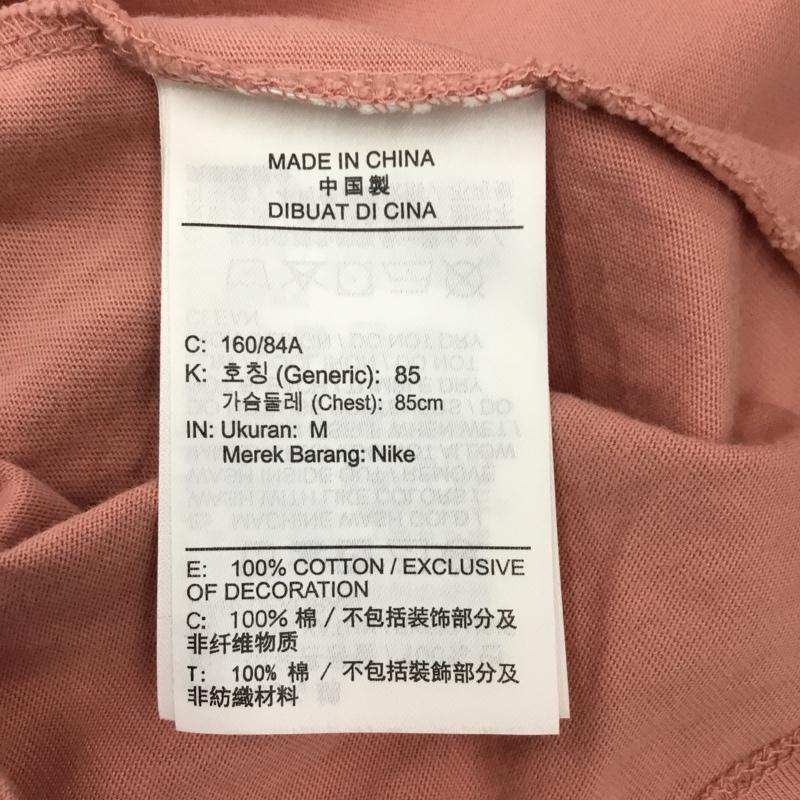 MADE IN CHINA
中国製
DIBUAT DI CINA
C: 160/84A
K: 호칭 (Generic): 85
가슴둘레 (Chest): 85cm
IN: Ukuran: M
Merek Barang: Nike
E: 100% COTTON / EXCLUSIVE
OF DECORATION
C: 100% 棉 / 不包括装饰部分及
非纤维物质
T: 100% 棉 / 不包括裝飾部分及
非紡織材料